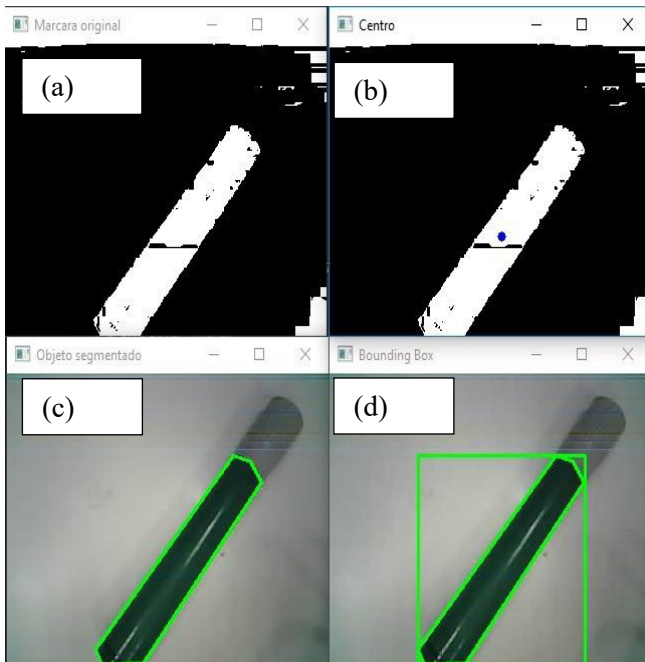 Marcara original
Centro
(a)
(b)
Objeto segmentado
Bounding Box
(c)
(d)